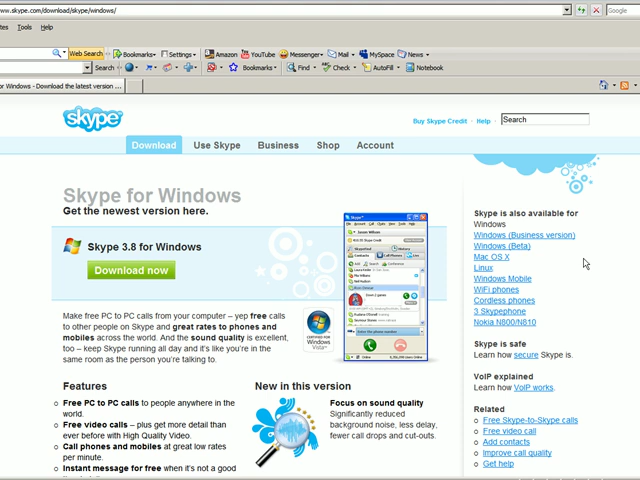 ww.skype.com/download/skype/windows/
Google
tes Tools Help
Web Search Bookmarks Settings Amazon YouTube Messenger Mail MySpace News
Search Bookmarks Find Check AutoFill Notebook
for Windows - Download the latest version ...
skype
Buy Skype Credit Help Search
Download Use Skype Business Shop Account
Skype for Windows
Get the newest version here.
Skype 3.8 for Windows
Download now
Make free PC to PC calls from your computer – yep free calls
to other people on Skype and great rates to phones and
mobiles across the world. And the sound quality is excellent,
too – keep Skype running all day and it's like you're in the
same room as the person you're talking to.
CERTIFIED FOR
Windows
Vista
Features
Free PC to PC calls to people anywhere in the
world.
Free video calls – plus get more detail than
ever before with High Quality Video.
Call phones and mobiles at great low rates
per minute.
Instant message for free when it's not a good
New in this version
Focus on sound quality
Significantly reduced
background noise, less delay,
fewer call drops and cut-outs.
Skype is also available for
Windows
Windows (Business version)
Windows (Beta)
Mac OS X
Linux
Windows Mobile
WiFi phones
Cordless phones
3 Skypephone
Nokia N800/N810
Skype is safe
Learn how secure Skype is.
VoIP explained
Learn how VoIP works.
Related
Free Skype-to-Skype calls
Free video call
Add contacts
Improve call quality
Get help